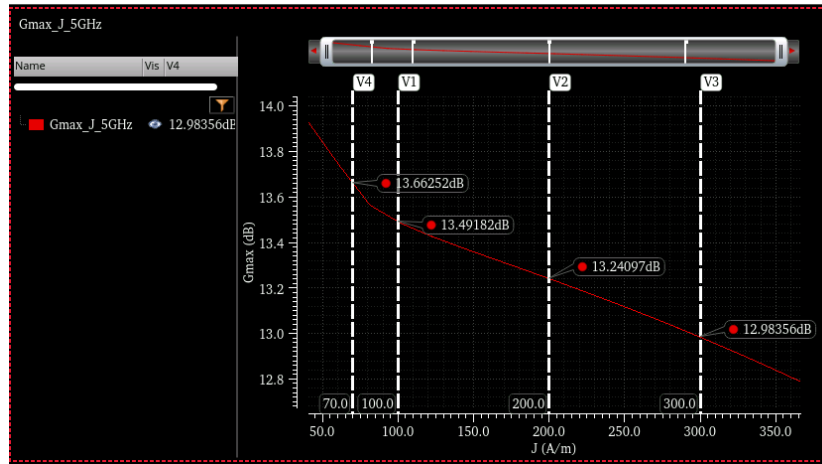 Gmax_J_5GHz
Name Vis V4
Gmax_J_5GHz 12.98356dB
V4 V1 V2 V3
14.0
13.8
13.6
13.4
13.2
13.0
12.8
Gmax (dB)
13.66252dB
13.49182dB
13.24097dB
12.98356dB
70.0 100.0 200.0 300.0
50.0 100.0 150.0 200.0 250.0 300.0 350.0
J (A/m)